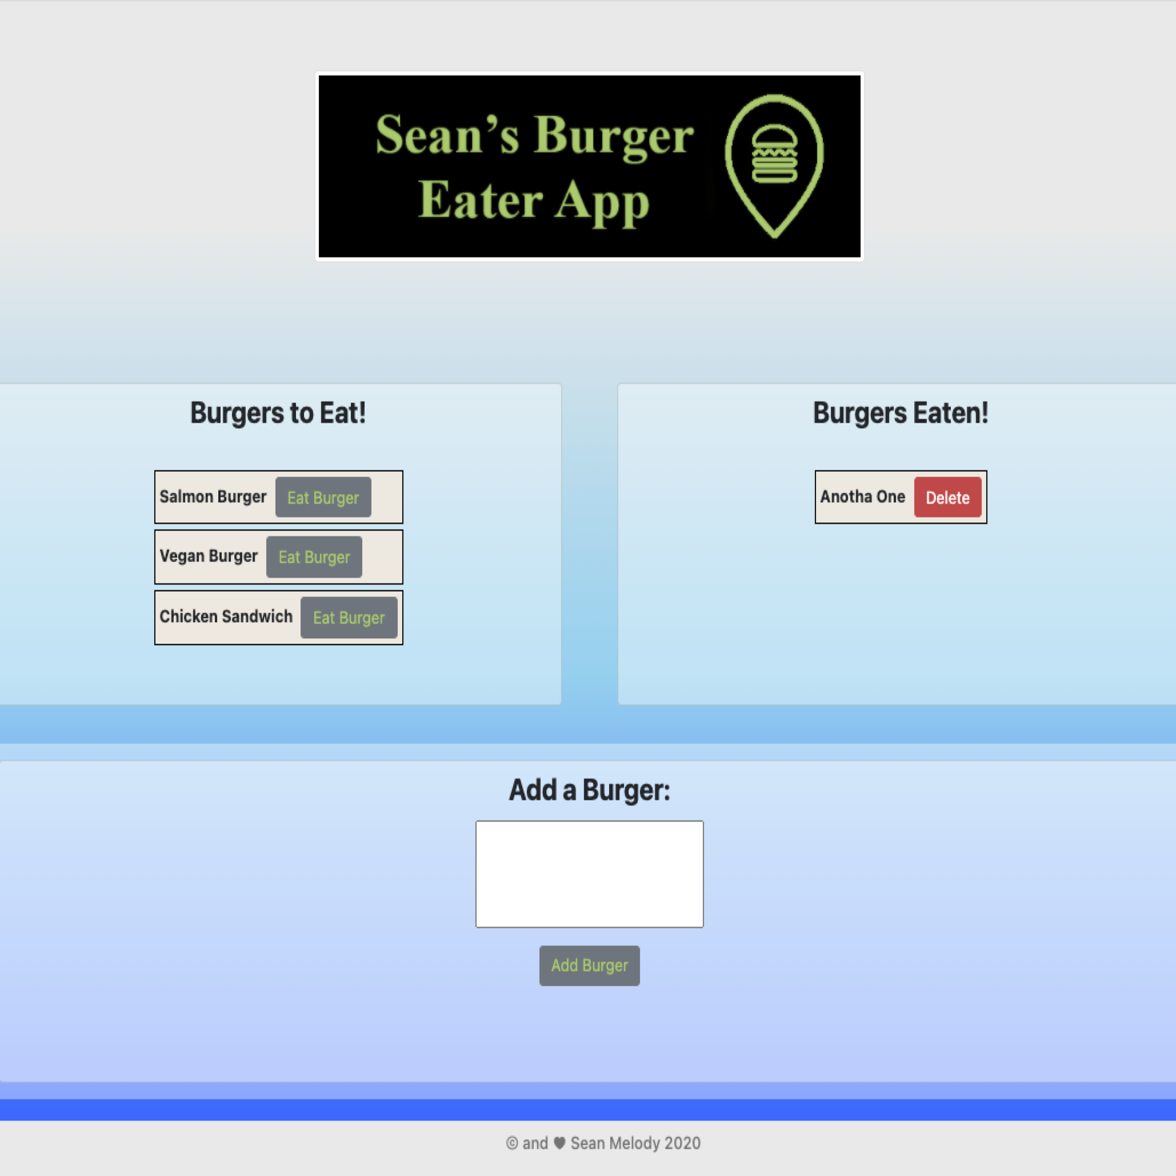 Sean's Burger
Eater App
Burgers to Eat!
Salmon Burger Eat Burger
Vegan Burger Eat Burger
Chicken Sandwich Eat Burger
Burgers Eaten!
Anotha One Delete
Add a Burger:
Add Burger
© and ♥ Sean Melody 2020